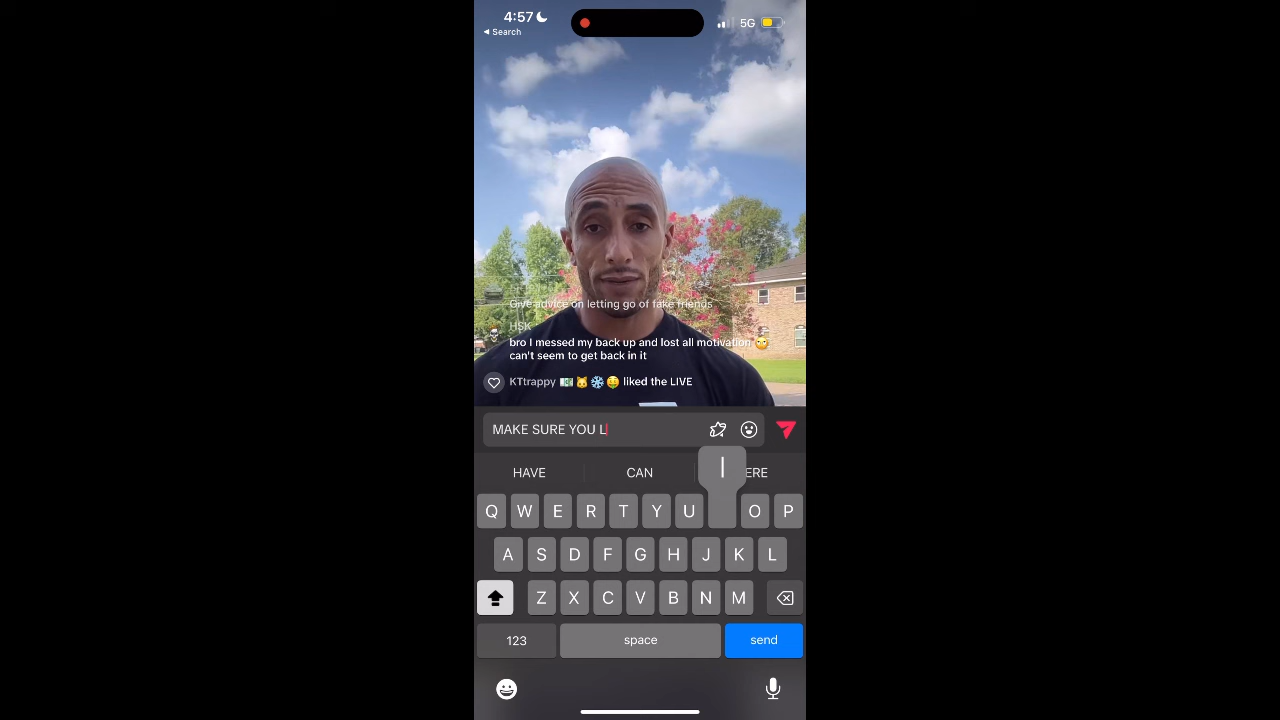 4:57
5G
◀ Search
Give advice on letting go of fake friends
HSK
bro I messed my back up and lost all motivation 🙄
can't seem to get back in it
KTtrappy 💵🐱❄️🤑 liked the LIVE
MAKE SURE YOU L
HAVE CAN ERE
I
Q W E R T Y U O P
A S D F G H J K L
Z X C V B N M
123 space send